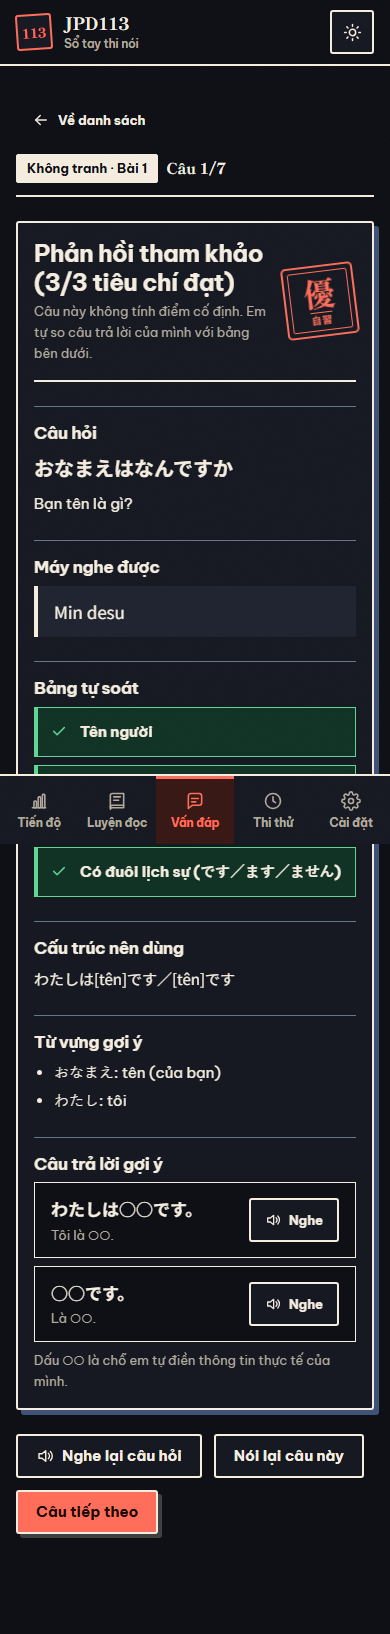 113
JPD113
Sổ tay thi nói
Về danh sách
Không tranh · Bài 1
Câu 1/7
Phản hồi tham khảo
(3/3 tiêu chí đạt)
Câu này không tính điểm cố định. Em
tự so câu trả lời của mình với bảng
bên dưới.
優
自習
Câu hỏi
おなまえはなんですか
Bạn tên là gì?
Máy nghe được
Min desu
Bảng tự soát
Tên người
Tiến độ
Luyện đọc
Vấn đáp
Thi thử
Cài đặt
Có đuôi lịch sự (です／ます／ません)
Cấu trúc nên dùng
わたしは[tên]です／[tên]です
Từ vựng gợi ý
• おなまえ: tên (của bạn)
• わたし: tôi
Câu trả lời gợi ý
わたしは〇〇です。
Tôi là 〇〇.
Nghe
〇〇です。
Là 〇〇.
Nghe
Dấu 〇〇 là chỗ em tự điền thông tin thực tế của
mình.
Nghe lại câu hỏi
Nói lại câu này
Câu tiếp theo